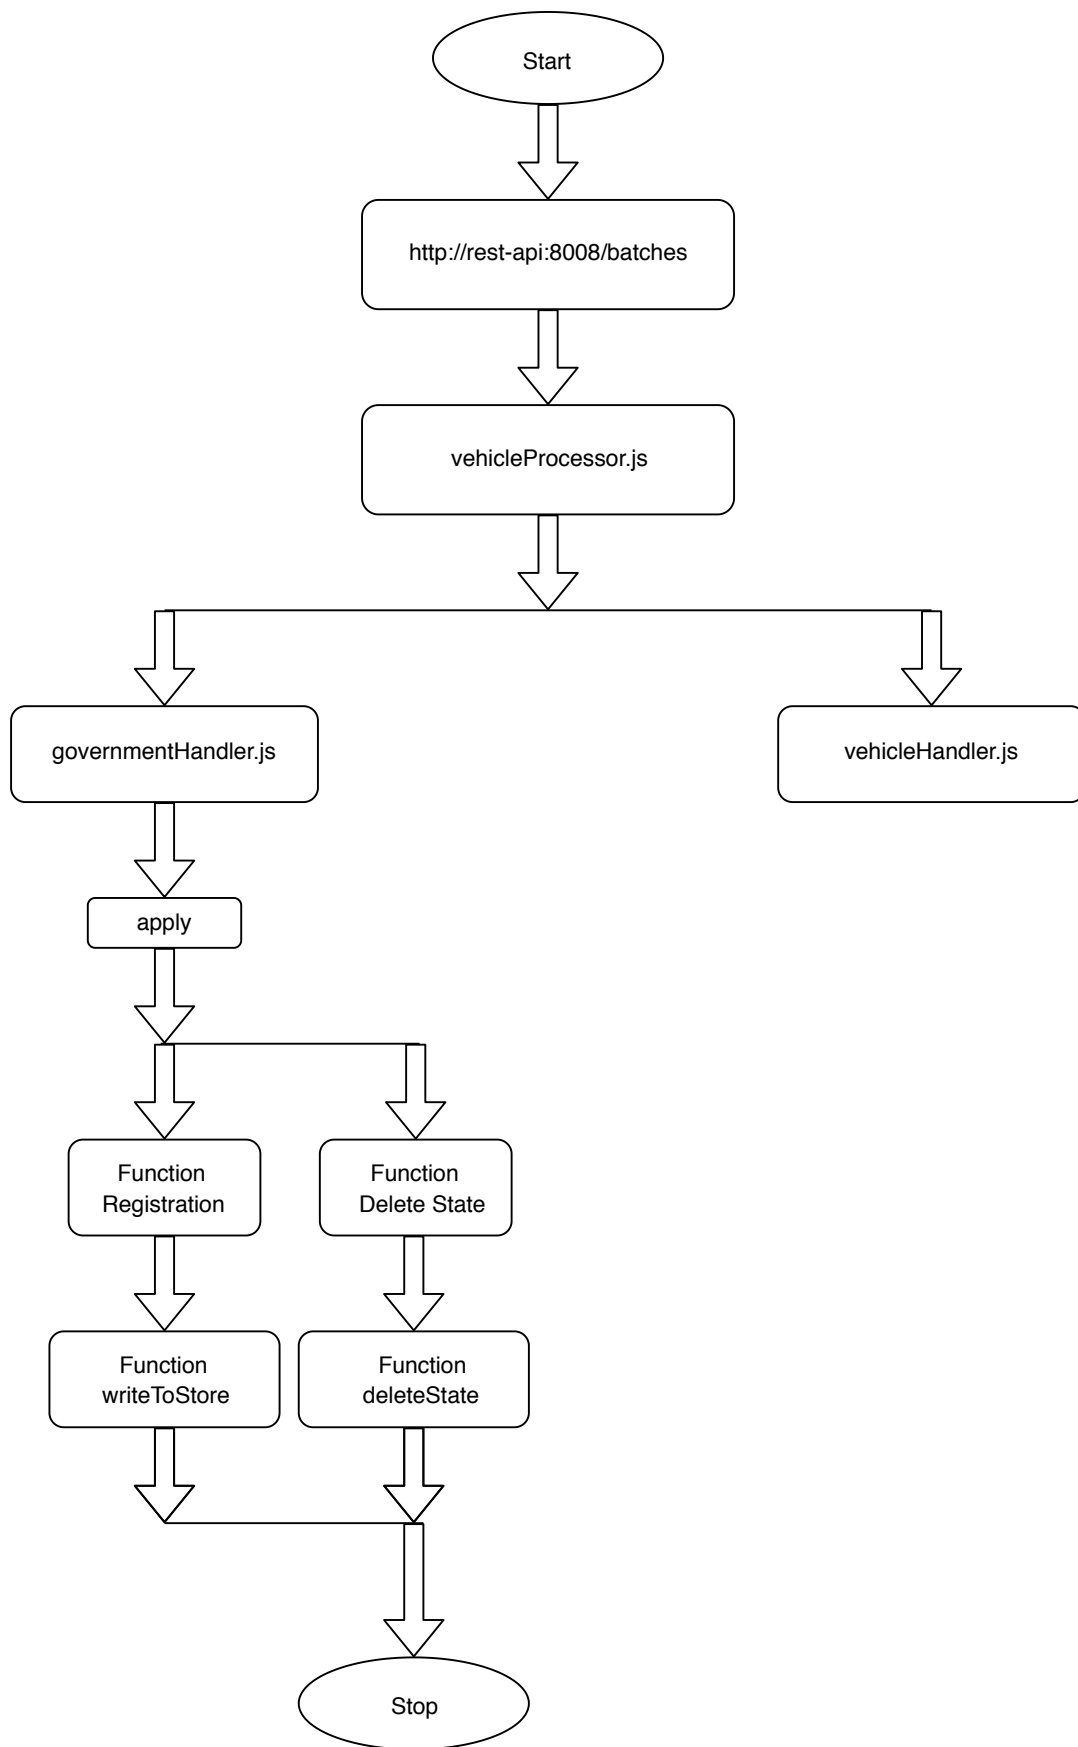 Start
http://rest-api:8008/batches
vehicleProcessor.js
governmentHandler.js
vehicleHandler.js
apply
Function
Registration
Function
Delete State
Function
writeToStore
Function
deleteState
Stop